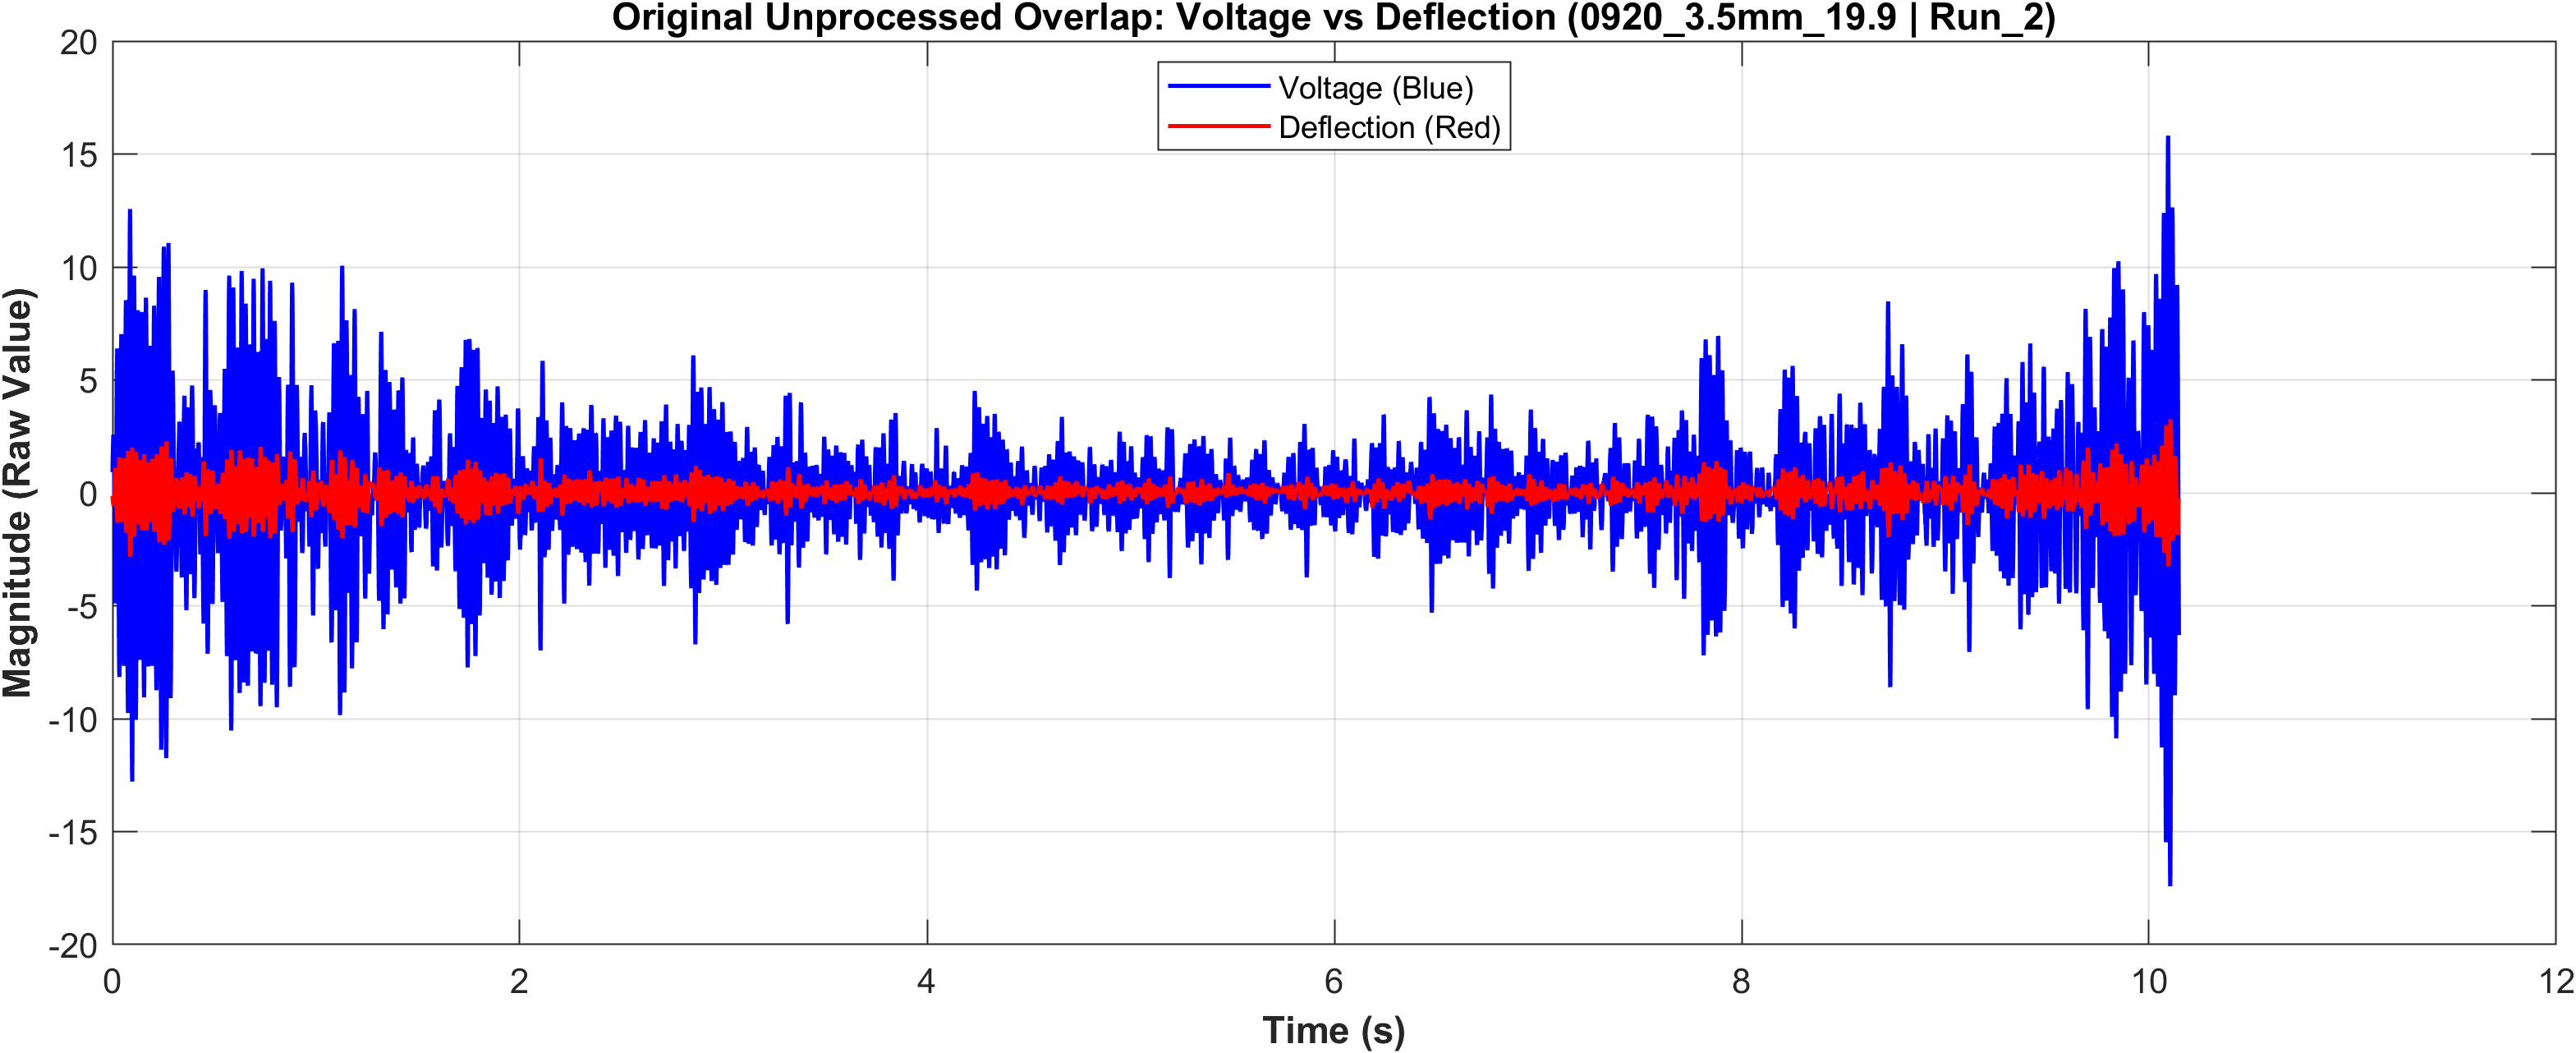 Original Unprocessed Overlap: Voltage vs Deflection (0920_3.5mm_19.9 | Run_2)
Voltage (Blue)
Deflection (Red)
Magnitude (Raw Value)
20
15
10
5
0
-5
-10
-15
-20
0 2 4 6 8 10 12
Time (s)